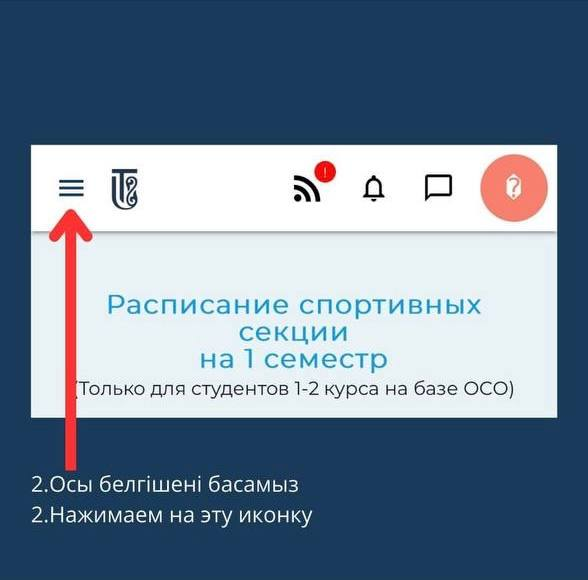 Расписание спортивных
секции
на 1 семестр
(Только для студентов 1-2 курса на базе ОСО)
2.Осы белгішені басамыз
2.Нажимаем на эту иконку